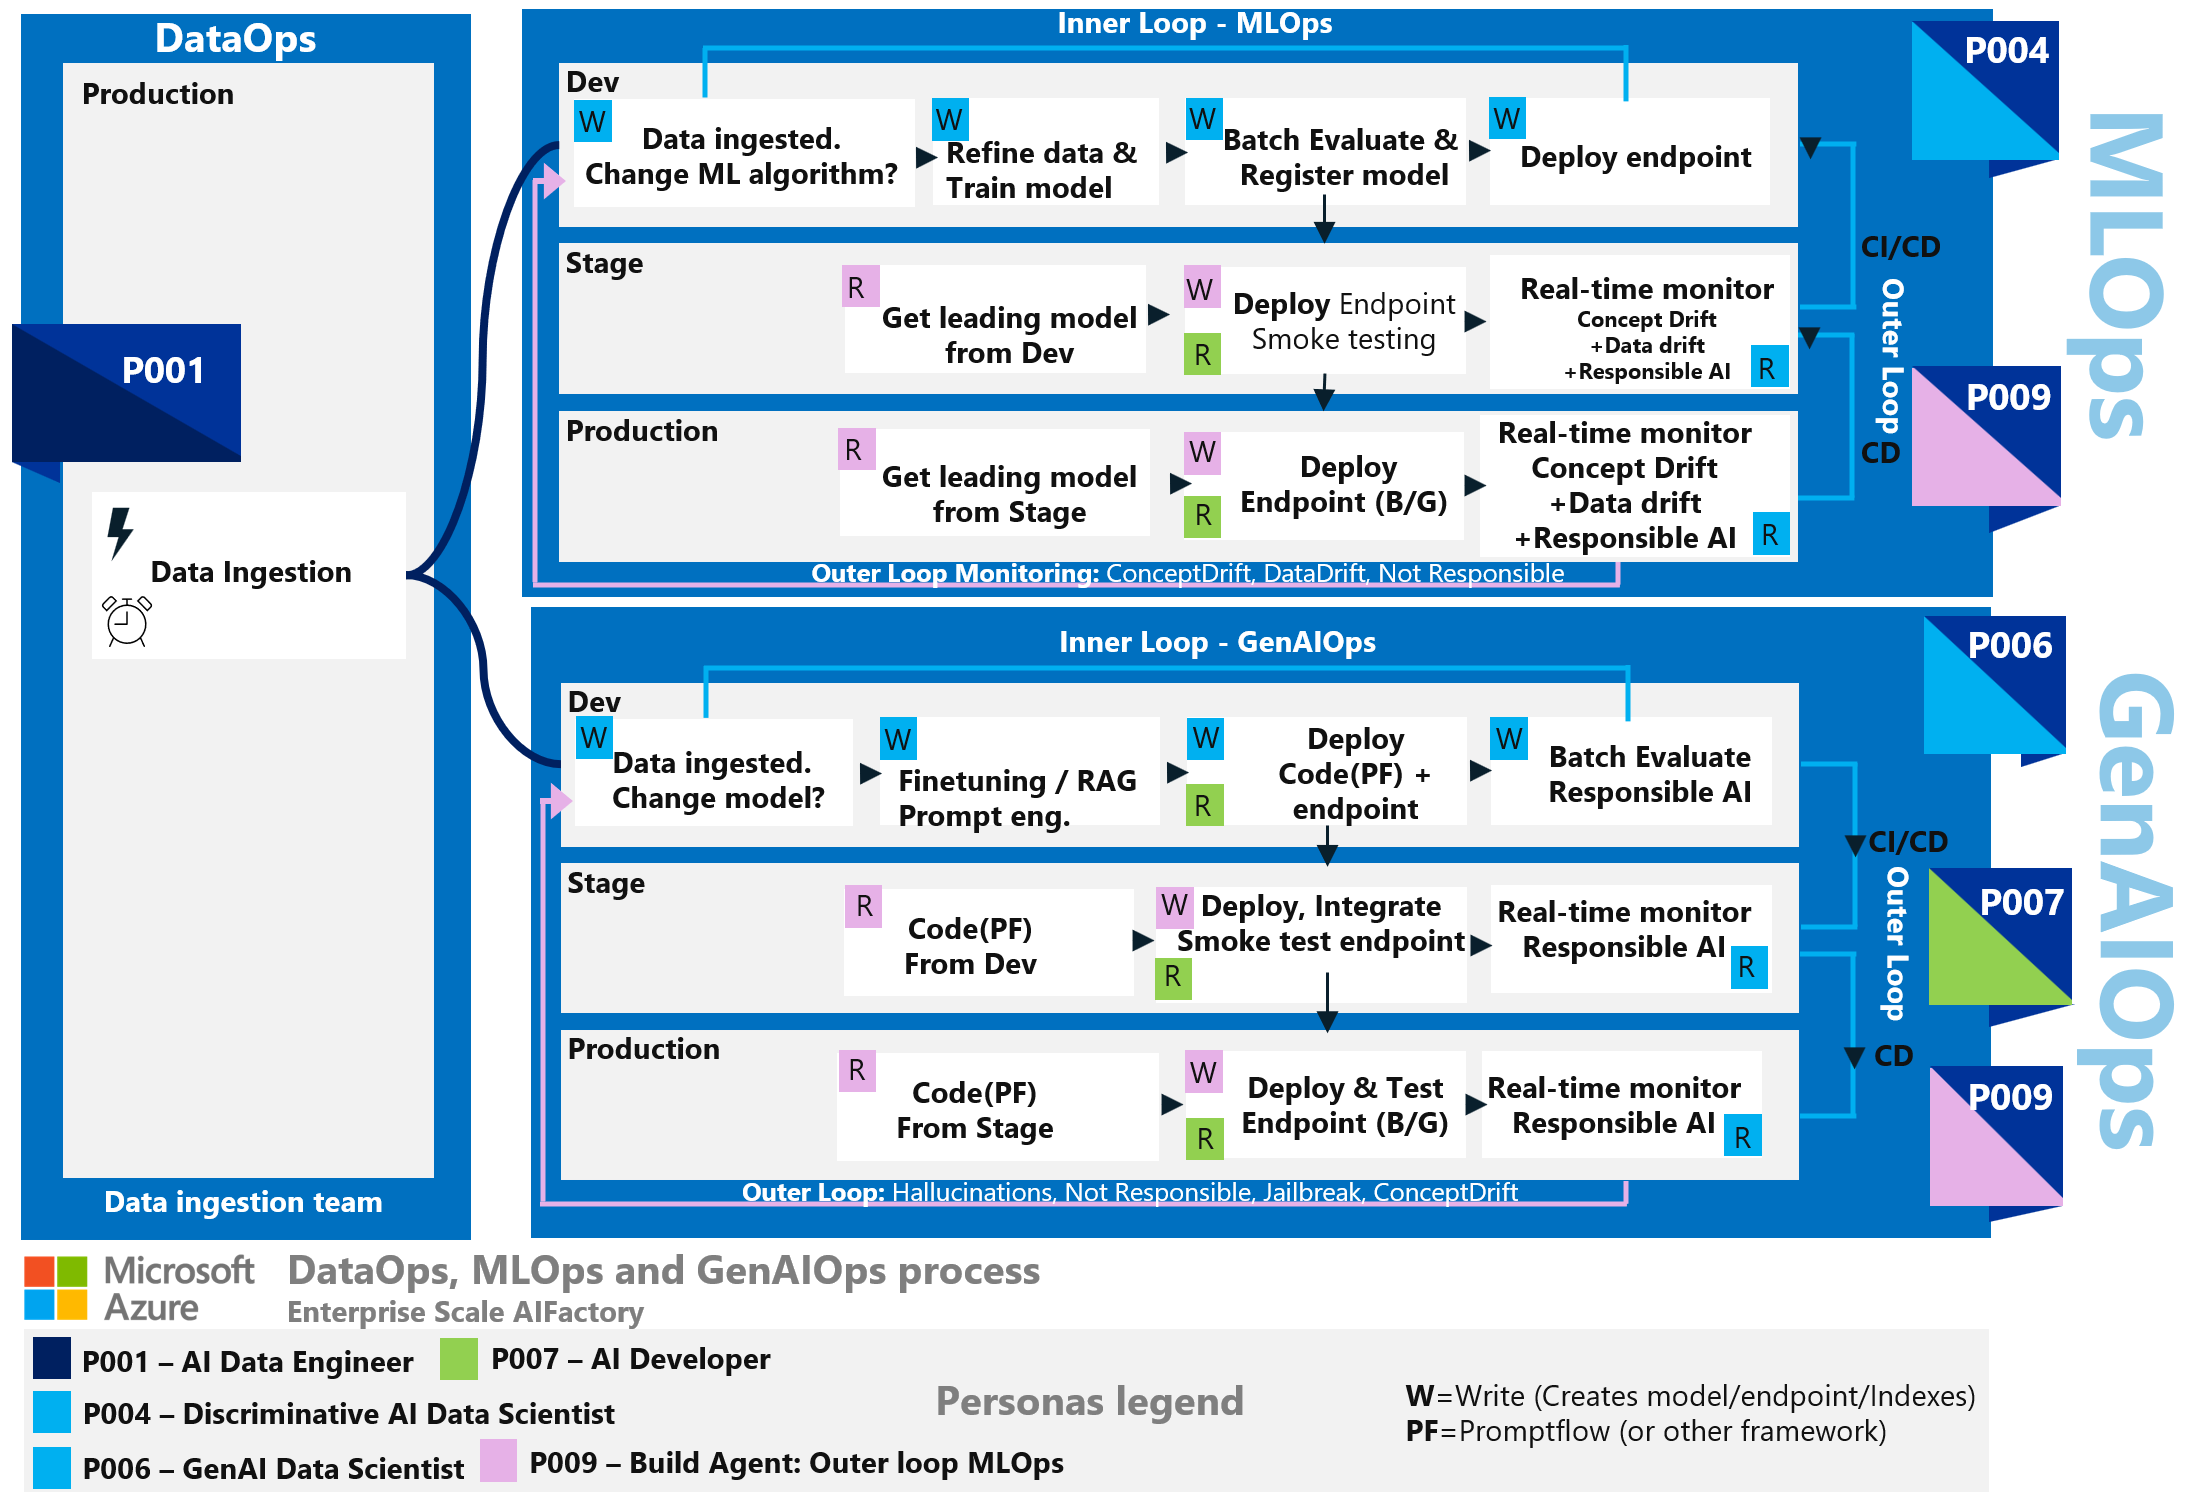 DataOps
Production
P001
Data Ingestion
Data ingestion team
Inner Loop - MLOps
Dev
W
Data ingested.
Change ML algorithm?
W
Refine data &
Train model
W
Batch Evaluate &
Register model
W
Deploy endpoint
Stage
R
Get leading model
from Dev
W
R
Deploy Endpoint
Smoke testing
Real-time monitor
Concept Drift
+Data drift
+Responsible AI
R
Production
R
Get leading model
from Stage
W
R
Deploy
Endpoint (B/G)
Real-time monitor
Concept Drift
+Data drift
+Responsible AI
R
Outer Loop Monitoring: ConceptDrift, DataDrift, Not Responsible
CI/CD
Outer Loop
CD
P004
P009
MLOps
Inner Loop - GenAIOps
Dev
W
Data ingested.
Change model?
W
Finetuning / RAG
Prompt eng.
W
R
Deploy
Code(PF) +
endpoint
W
Batch Evaluate
Responsible AI
Stage
R
Code(PF)
From Dev
W
R
Deploy, Integrate
Smoke test endpoint
Real-time monitor
Responsible AI
R
Production
R
Code(PF)
From Stage
W
R
Deploy & Test
Endpoint (B/G)
Real-time monitor
Responsible AI
R
Outer Loop: Hallucinations, Not Responsible, Jailbreak, ConceptDrift
CI/CD
Outer Loop
CD
P006
P007
P009
GenAIOps
Microsoft
Azure
DataOps, MLOps and GenAIOps process
Enterprise Scale AIFactory
P001 – AI Data Engineer
P007 – AI Developer
P004 – Discriminative AI Data Scientist
P006 – GenAI Data Scientist
P009 – Build Agent: Outer loop MLOps
Personas legend
W=Write (Creates model/endpoint/Indexes)
PF=Promptflow (or other framework)